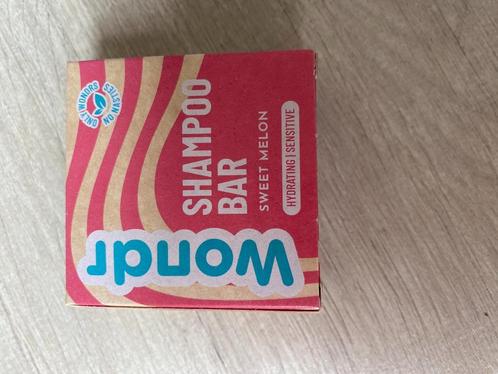 Wondr
SHAMPOO
BAR
SWEET MELON
HYDRATING | SENSITIVE
ONLY WONDRS
NO NASTIES